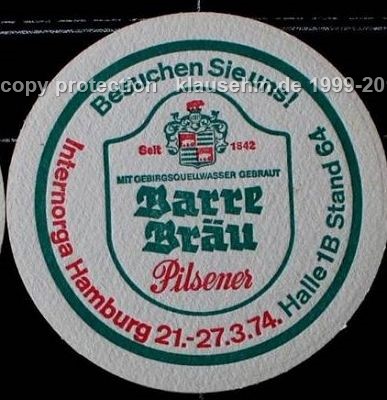 Besuchen Sie uns!
copy protection klausehm.de 1999-20
Seit 1842
MIT GEBIRGSQUELLWASSER GEBRAUT
Barre
Bräu
Pilsener
Internorga Hamburg 21.-27.3.74. Halle 1B Stand 64